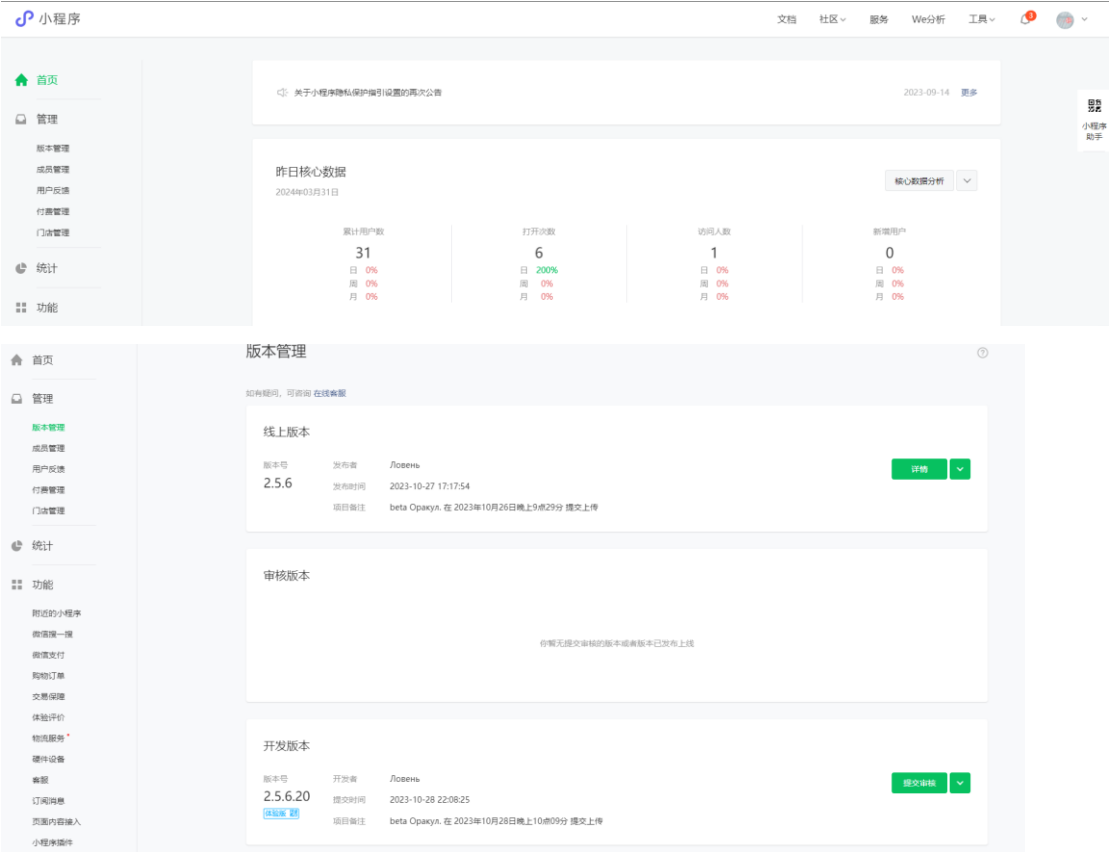 小程序
文档 社区 服务 We分析 工具 3
首页
管理
版本管理
成员管理
用户反馈
付费管理
门店管理
统计
功能
关于小程序隐私保护指引设置的再次公告 2023-09-14 更多
小程序
助手
昨日核心数据
2024年03月31日
核心数据分析
累计用户数 打开次数 访问人数 新增用户
31 6 1 0
日 0% 日 200% 日 0% 日 0%
周 0% 周 0% 周 0% 周 0%
月 0% 月 0% 月 0% 月 0%
首页
管理
版本管理
成员管理
用户反馈
付费管理
门店管理
统计
功能
附近的小程序
微信搜一搜
微信支付
购物订单
交易保障
体验评价
物流服务
硬件设备
客服
订阅消息
页面内容接入
小程序插件
版本管理
如有疑问，可咨询 在线客服
线上版本
版本号 发布者 Ловень
2.5.6 发布时间 2023-10-27 17:17:54
项目备注 beta Оракул. 在 2023年10月26日晚上9点29分 提交上传
详情
审核版本
你暂无提交审核的版本或者版本已发布上线
开发版本
版本号 开发者 Ловень
2.5.6.20 提交时间 2023-10-28 22:08:25
体验版
项目备注 beta Оракул. 在 2023年10月28日晚上10点09分 提交上传
提交审核